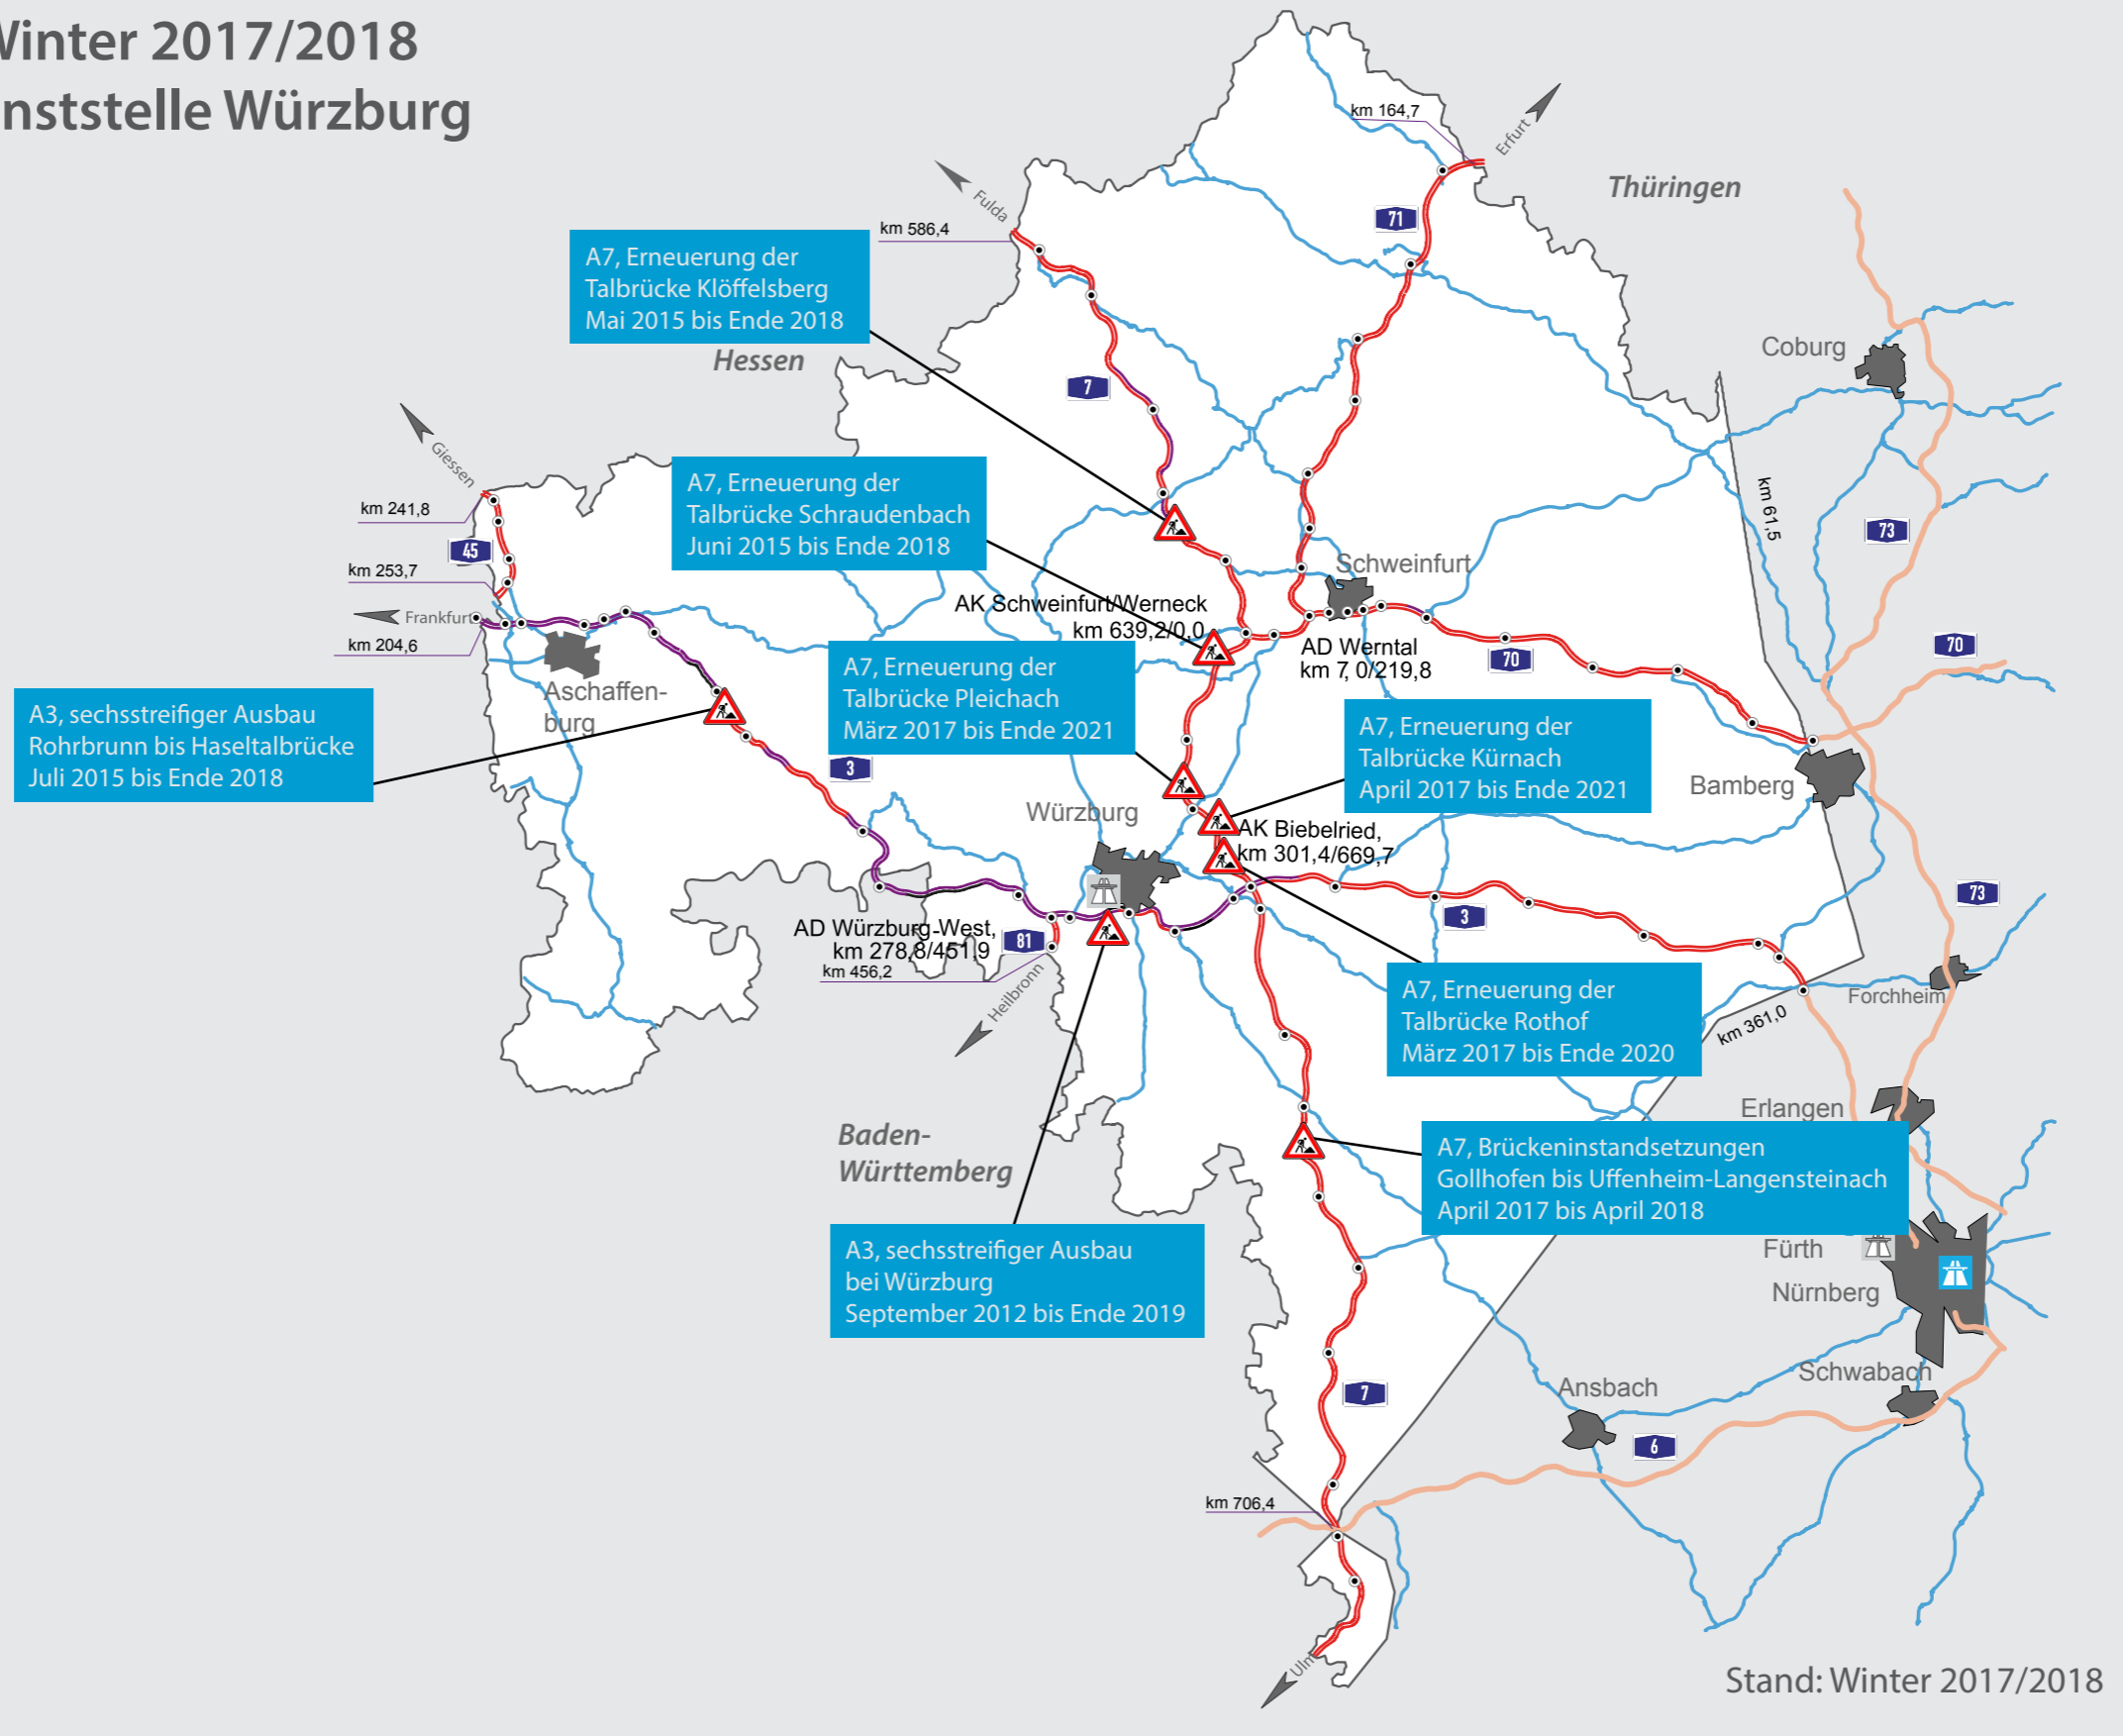 Winter 2017/2018
nststelle Würzburg
km 164,7
Erfurt
Thüringen
Fulda
km 586,4
71
A7, Erneuerung der
Talbrücke Klöffelsberg
Mai 2015 bis Ende 2018
Hessen
7
Coburg
Giessen
km 241,8
45
km 253,7
Frankfurt
km 204,6
A7, Erneuerung der
Talbrücke Schraudenbach
Juni 2015 bis Ende 2018
km 61,5
73
Schweinfurt
AK Schweinfurt/Werneck
km 639,2/0,0
AD Werntal
km 7, 0/219,8
70
70
Aschaffen-
burg
A3, sechsstreifiger Ausbau
Rohrbrunn bis Haseltalbrücke
Juli 2015 bis Ende 2018
A7, Erneuerung der
Talbrücke Pleichach
März 2017 bis Ende 2021
3
A7, Erneuerung der
Talbrücke Kürnach
April 2017 bis Ende 2021
Bamberg
Würzburg
AK Biebelried,
km 301,4/669,7
73
3
AD Würzburg-West,
km 278,8/451,9
81
km 456,2
Heilbronn
A7, Erneuerung der
Talbrücke Rothof
März 2017 bis Ende 2020
Forchheim
km 361,0
Erlangen
Baden-
Württemberg
A7, Brückeninstandsetzungen
Gollhofen bis Uffenheim-Langensteinach
April 2017 bis April 2018
A3, sechsstreifiger Ausbau
bei Würzburg
September 2012 bis Ende 2019
Fürth
Nürnberg
Schwabach
Ansbach
7
6
km 706,4
Ulm
Stand: Winter 2017/2018